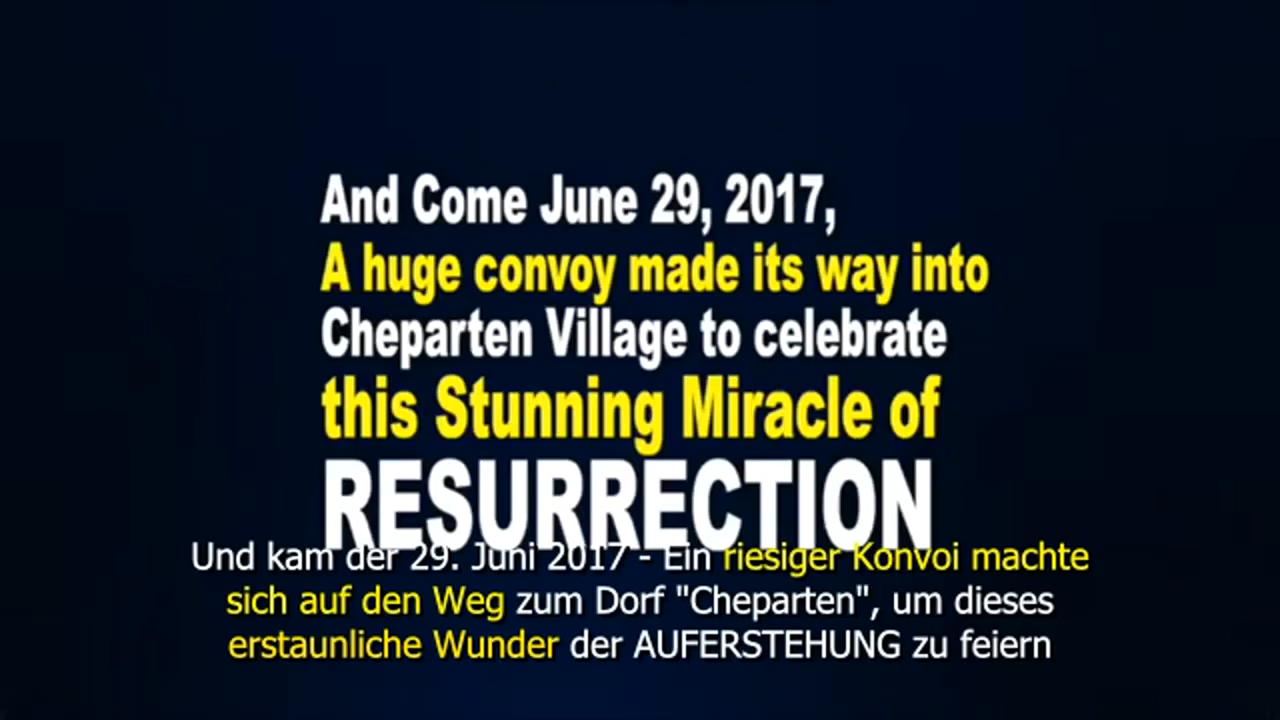 And Come June 29, 2017,
A huge convoy made its way into
Cheparten Village to celebrate
this Stunning Miracle of
RESURRECTION
Und kam der 29. Juni 2017 - Ein riesiger Konvoi machte
sich auf den Weg zum Dorf "Cheparten", um dieses
erstaunliche Wunder der AUFERSTEHUNG zu feiern